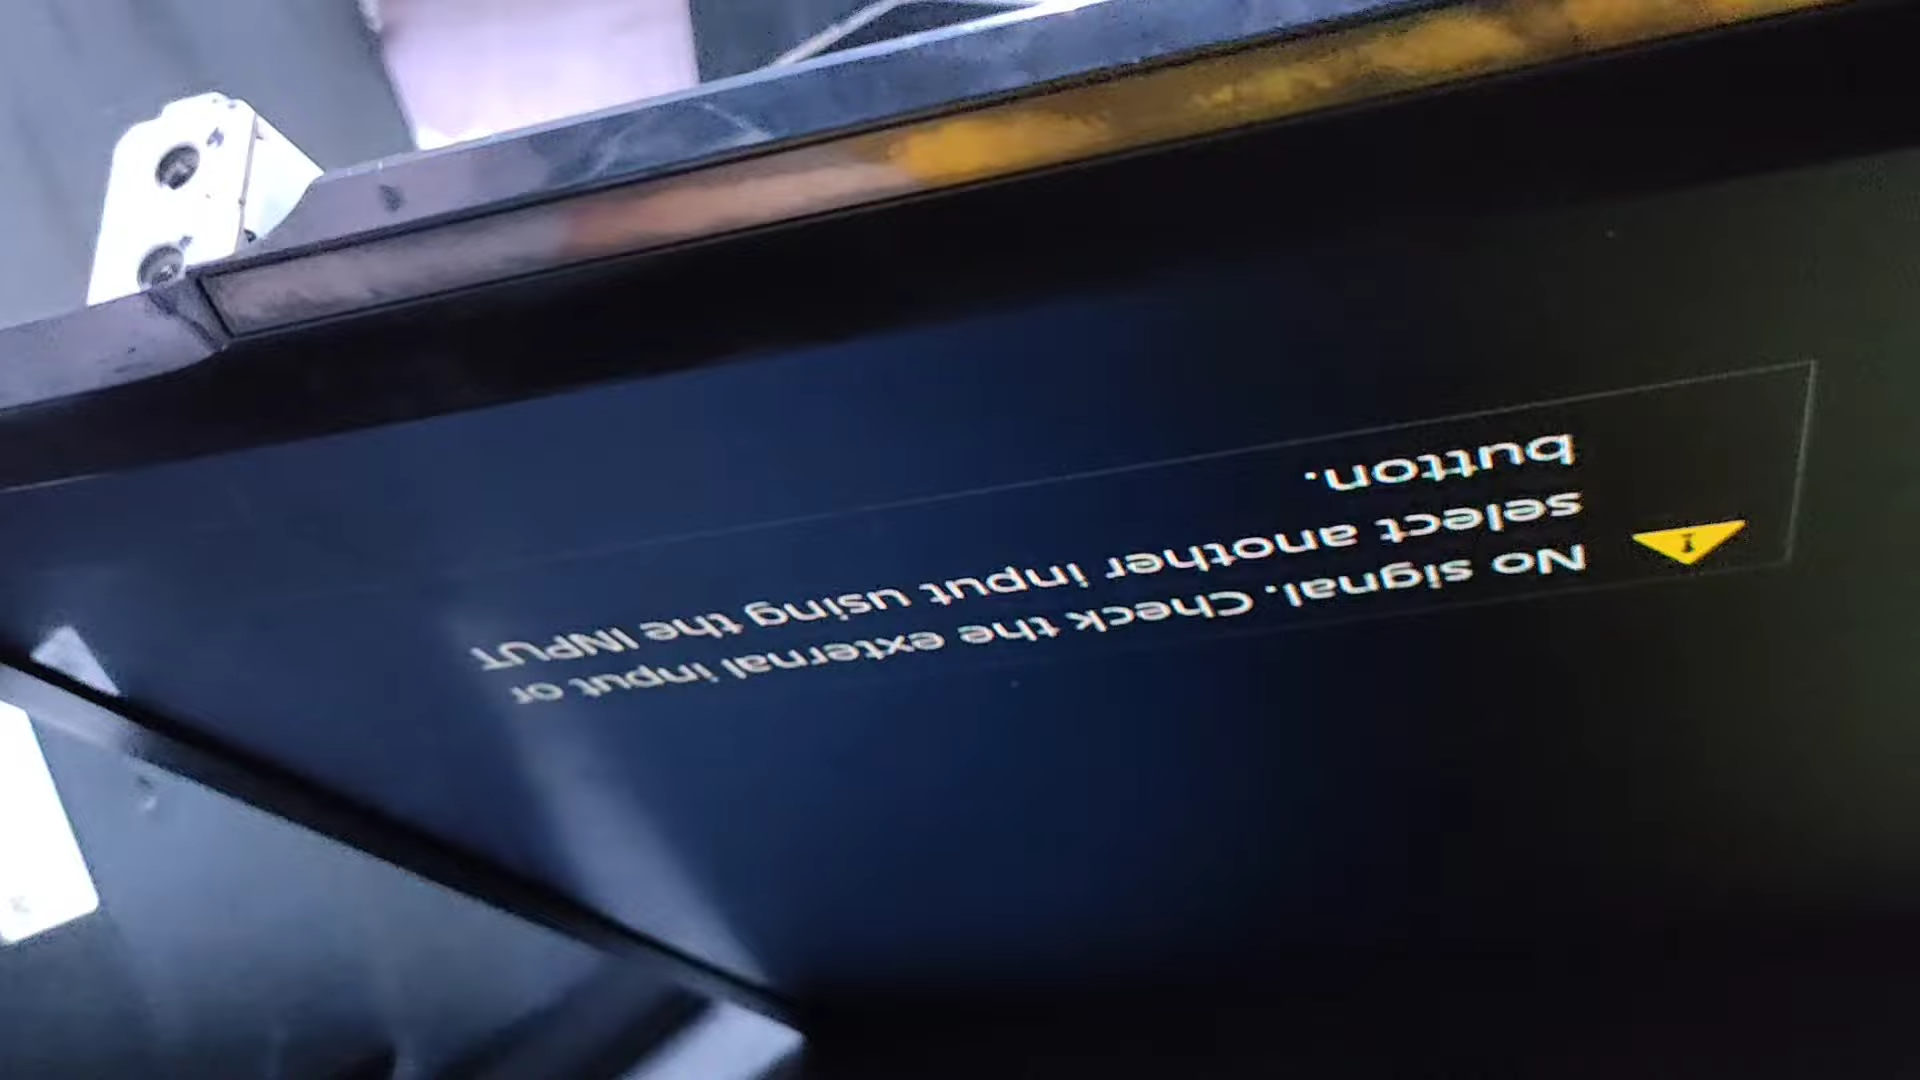 No signal. Check the external input or
select another input using the INPUT
button.